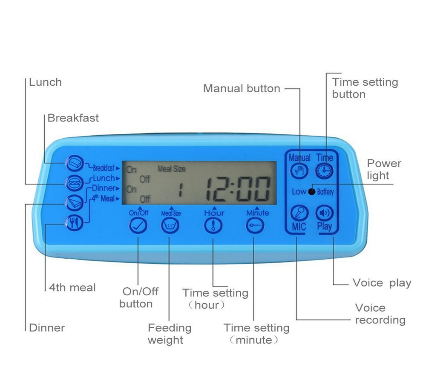 Lunch
Manual button
Time setting
button
Breakfast
Manual Time
Breakfast
On
Off
Meal Size
Lunch
Dinner
On
Off
4th Meal
1 12:00
Low Battery
Power
light
On/Off
Meal Size
Hour
Minute
MIC
Play
4th meal
On/Off
button
Time setting
(hour)
Voice play
Voice
recording
Dinner
Feeding
weight
Time setting
(minute)